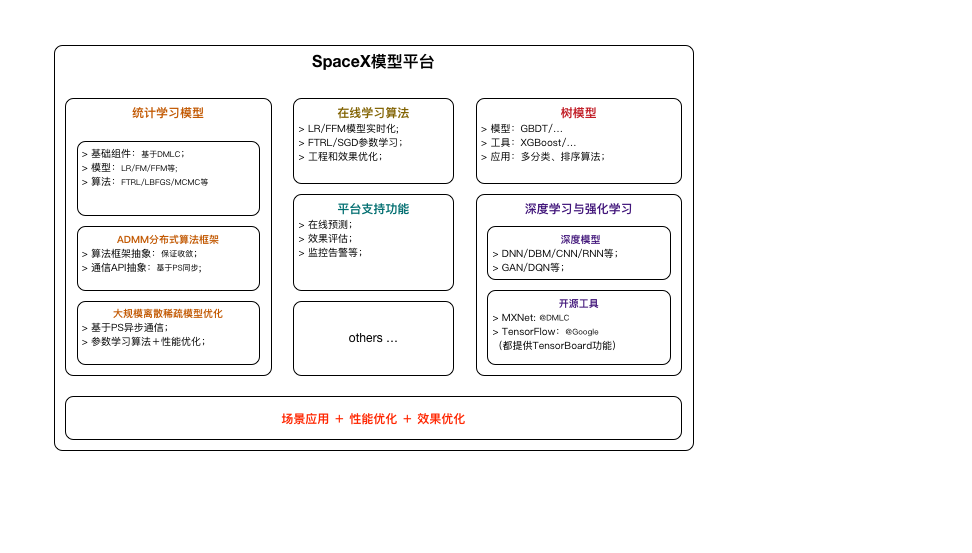 SpaceX模型平台
统计学习模型
> 基础组件：基于DMLC；
> 模型：LR/FM/FFM等；
> 算法：FTRL/LBFGS/MCMC等
ADMM分布式算法框架
> 算法框架抽象：保证收敛；
> 通信API抽象：基于PS同步；
大规模离散稀疏模型优化
> 基于PS异步通信；
> 参数学习算法＋性能优化；
在线学习算法
> LR/FFM模型实时化；
> FTRL/SGD参数学习；
> 工程和效果优化；
平台支持功能
> 在线预测；
> 效果评估；
> 监控告警等；
others …
树模型
> 模型：GBDT/…
> 工具：XGBoost/…
> 应用：多分类、排序算法；
深度学习与强化学习
深度模型
> DNN/DBM/CNN/RNN等；
> GAN/DQN等；
开源工具
> MXNet: @DMLC
> TensorFlow：@Google
（都提供TensorBoard功能）
场景应用 ＋ 性能优化 ＋ 效果优化